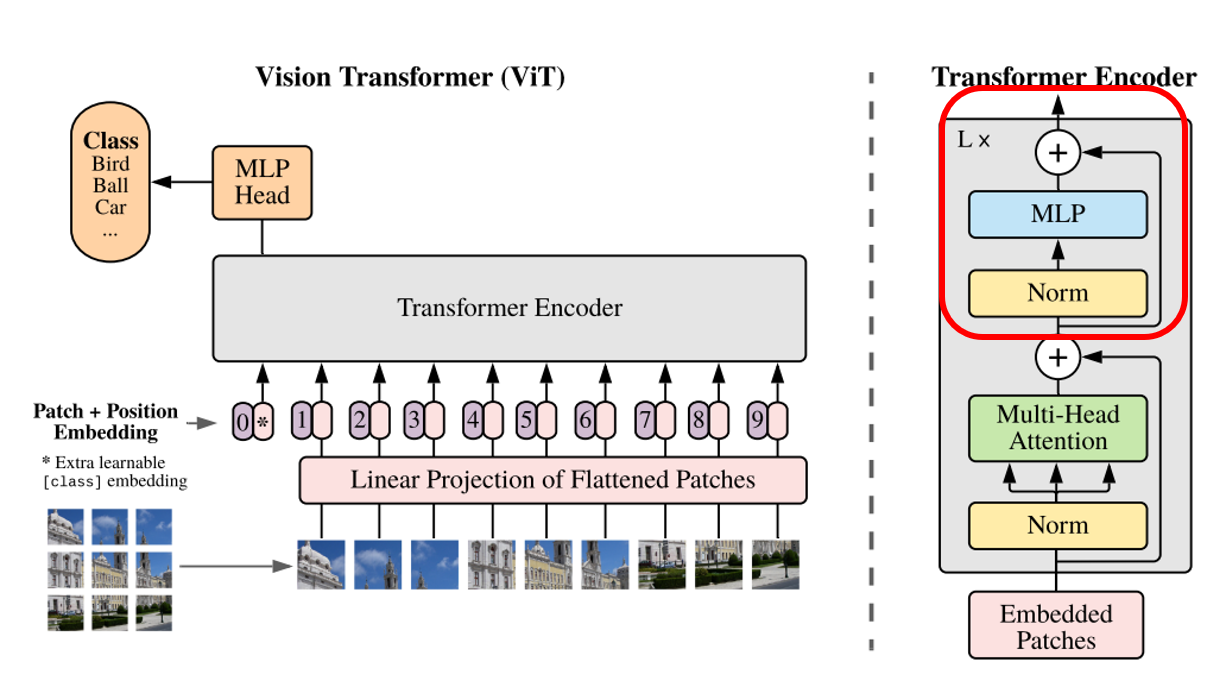 Vision Transformer (ViT)
Class
Bird
Ball
Car
...
MLP
Head
Transformer Encoder
Patch + Position
Embedding
0 * 1 2 3 4 5 6 7 8 9
* Extra learnable
[class] embedding
Linear Projection of Flattened Patches
Transformer Encoder
L x
+
MLP
Norm
+
Multi-Head
Attention
Norm
Embedded
Patches